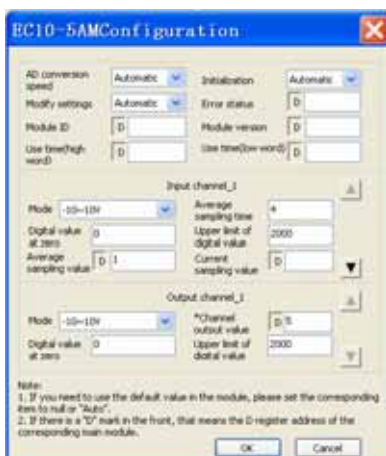 EC10-5AMConfiguration
AD conversion speed Automatic Initialization Automatic
Modify settings Automatic Error status D
Module ID D Module version D
Use time(high word) D Use time(low word) D
Input channel_1
Mode -10~10V Average sampling time 4
Digital value at zero 0 Upper limit of digital value 2000
Average sampling value D 1 Current sampling value D
Output channel_1
Mode -10~10V *Channel output value D 5
Digital value at zero 0 Upper limit of digital value 2000
Note:
1. If you need to use the default value in the module, please set the corresponding
item to null or "Auto".
2. If there is a "D" mark in the front, that means the D-register address of the
corresponding main module.
OK Cancel